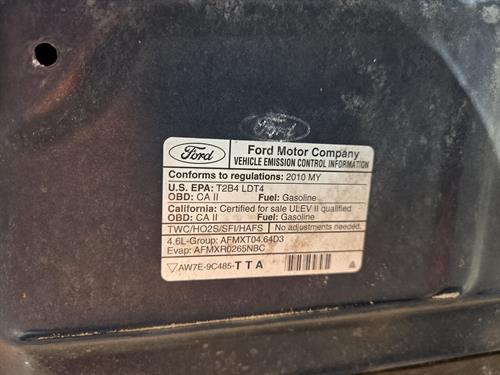 Ford
Ford Ford Motor Company
VEHICLE EMISSION CONTROL INFORMATION
Conforms to regulations: 2010 MY
U.S. EPA: T2B4 LDT4
OBD: CA II Fuel: Gasoline
California: Certified for sale ULEV II qualified
OBD: CA II Fuel: Gasoline
TWC/HO2S/SFI/HAFS No adjustments needed.
4.6L-Group: AFMXT04.64D3
Evap: AFMXR0265NBC
AW7E-9C485-TTA